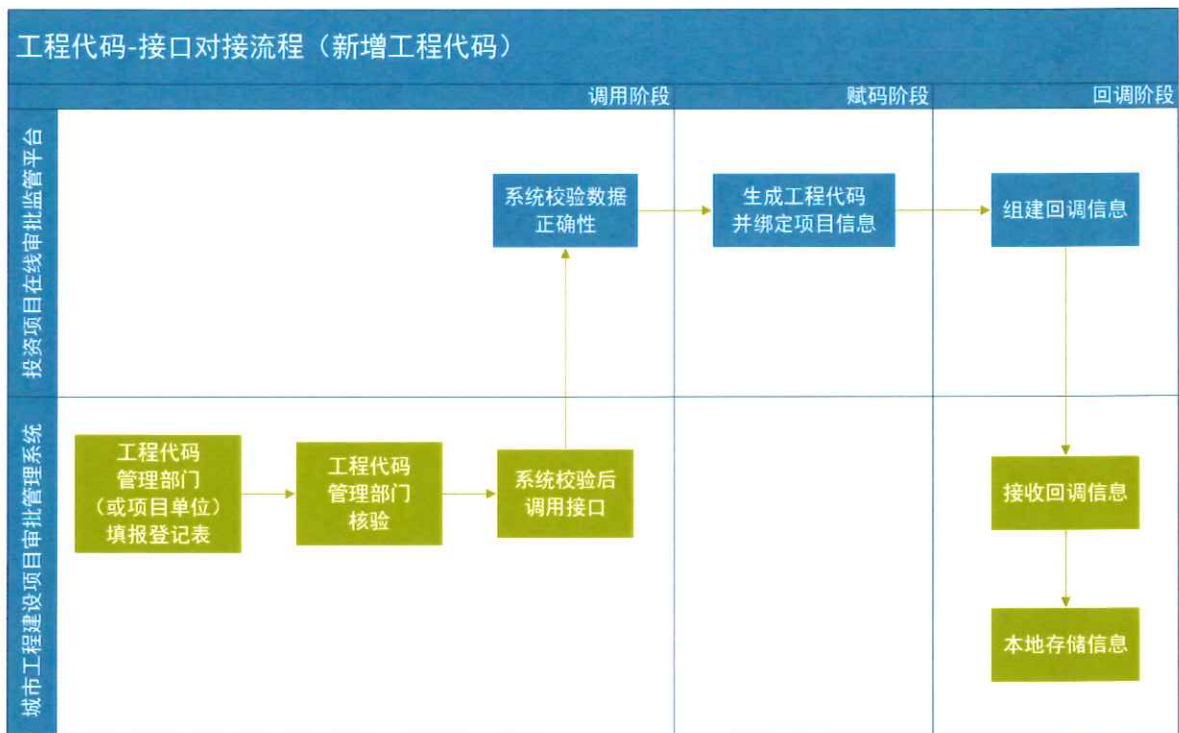 工程代码-接口对接流程（新增工程代码）
调用阶段
赋码阶段
回调阶段
投资项目在线审批监管平台
系统校验数据
正确性
生成工程代码
并绑定项目信息
组建回调信息
城市工程建设项目审批管理系统
工程代码
管理部门
（或项目单位）
填报登记表
工程代码
管理部门
核验
系统校验后
调用接口
接收回调信息
本地存储信息